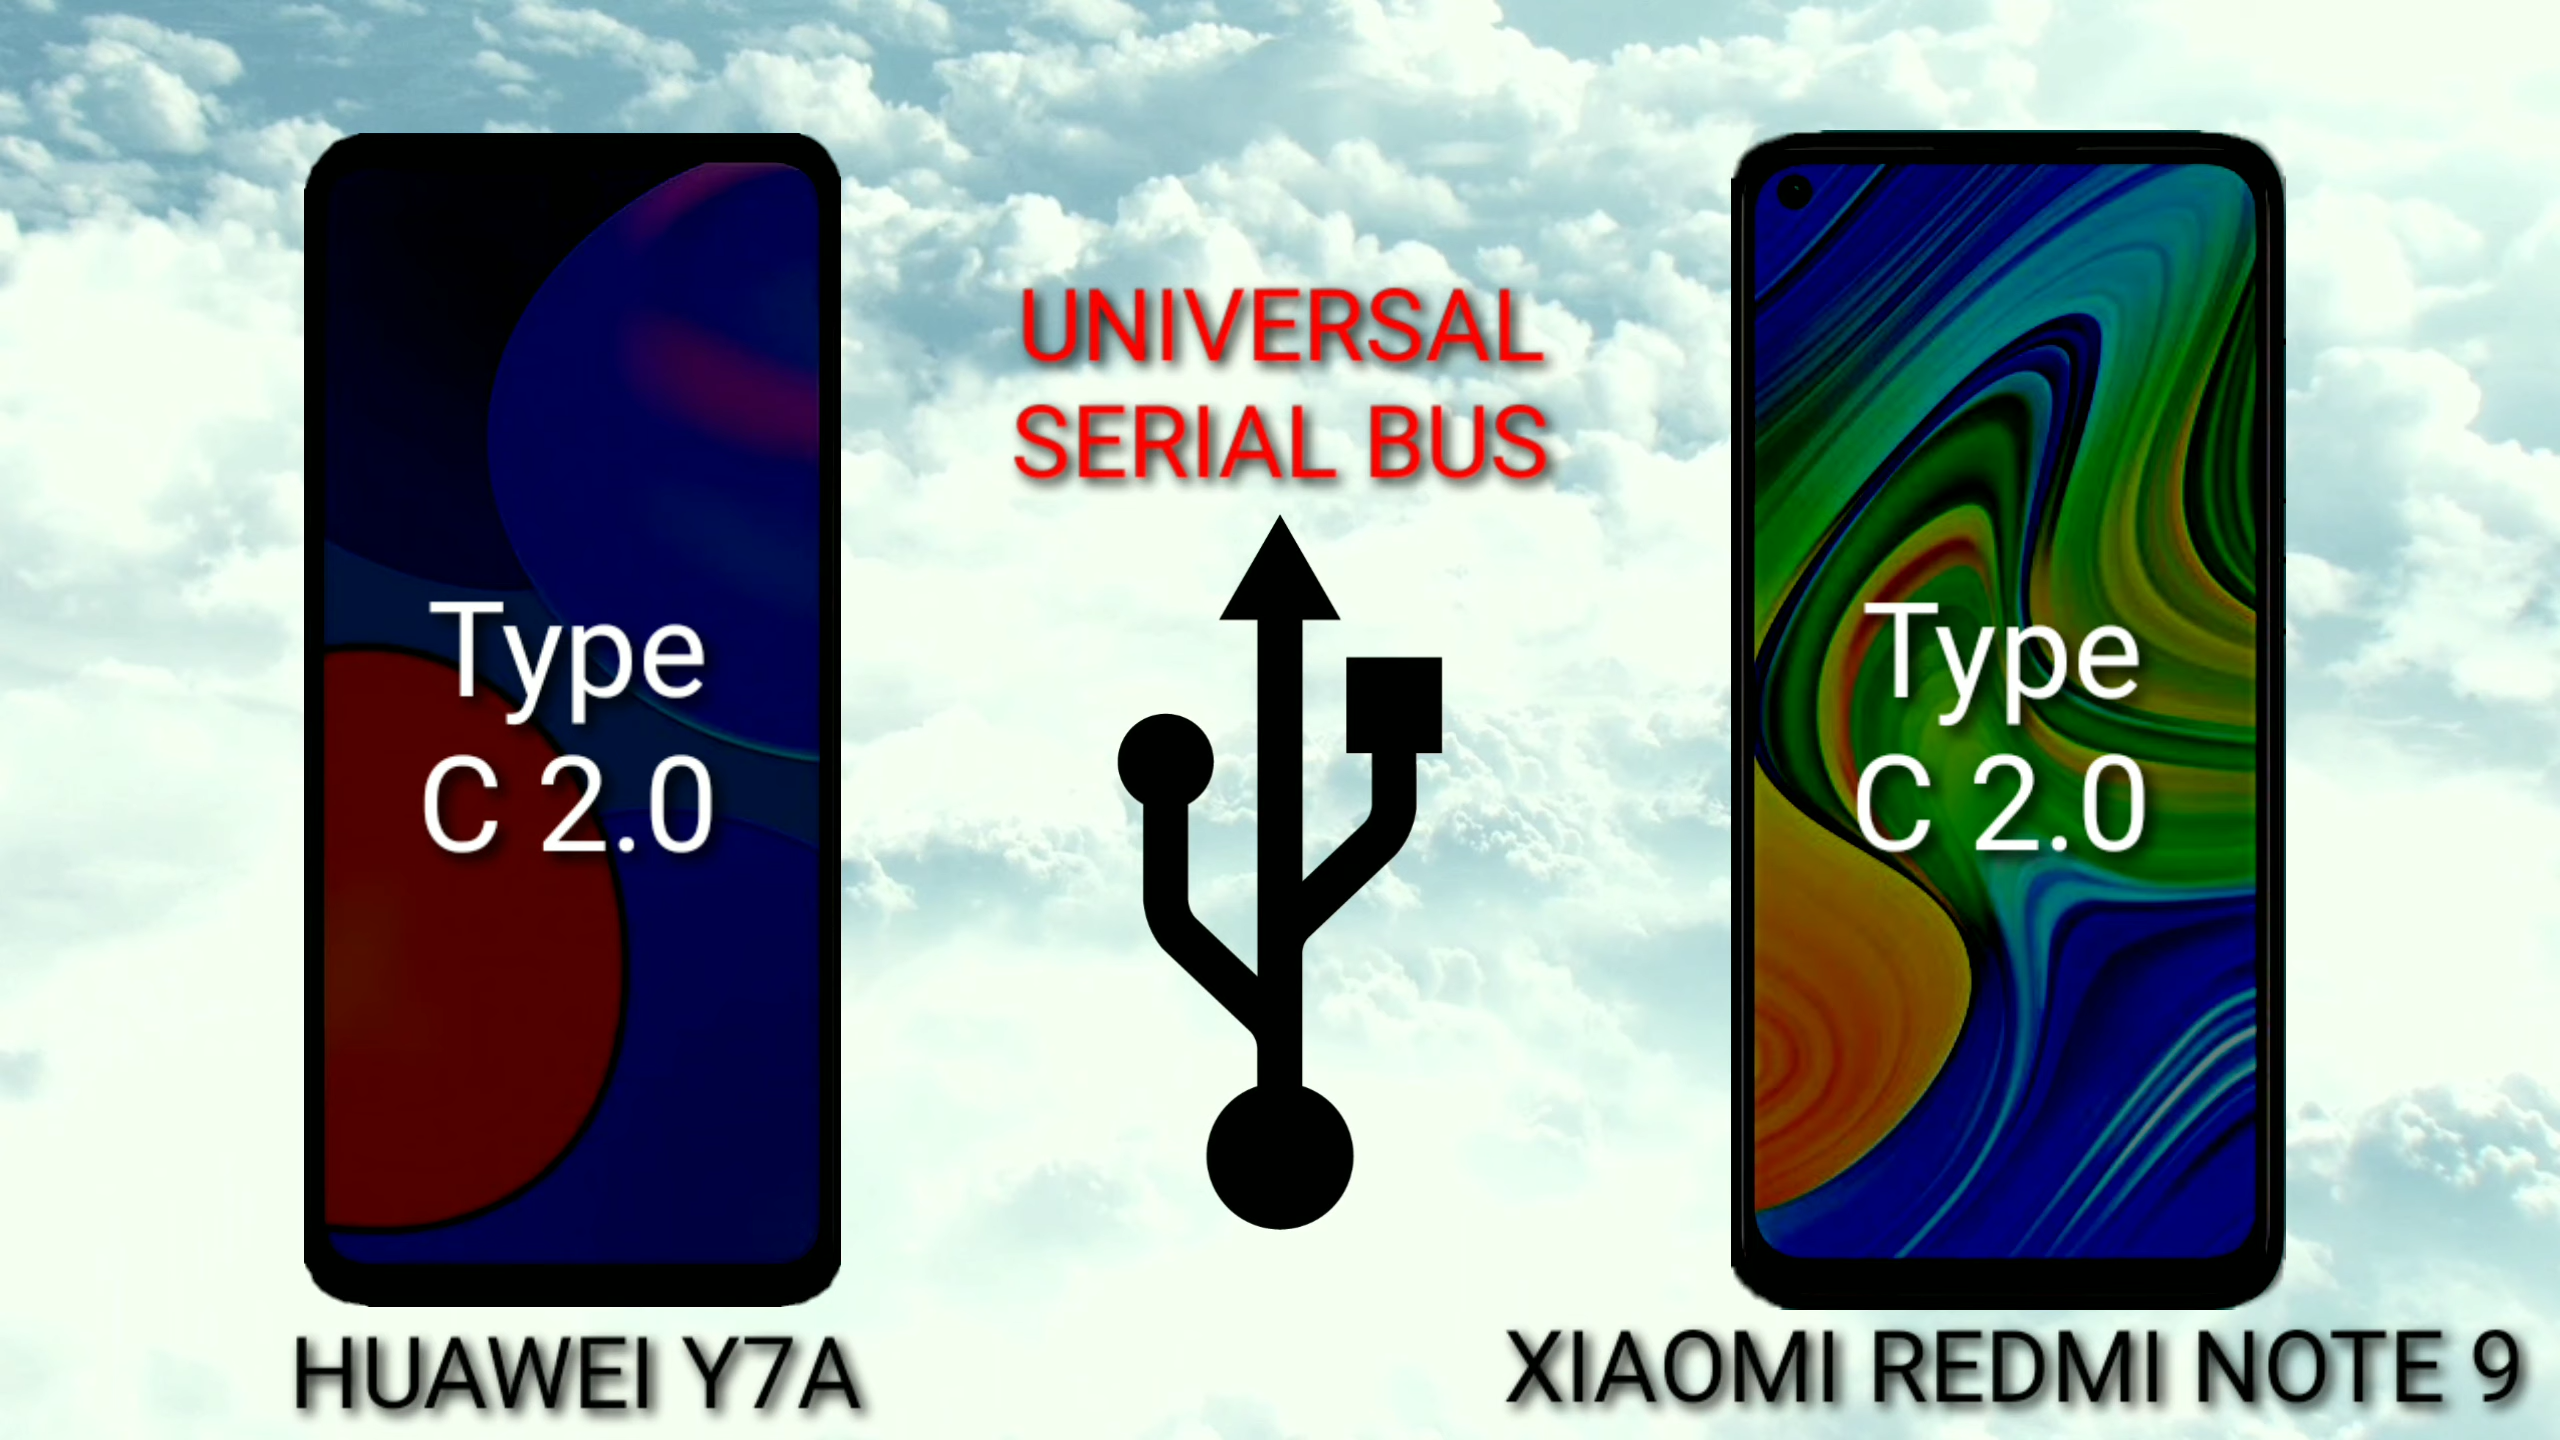 UNIVERSAL
SERIAL BUS
Type
C 2.0
Type
C 2.0
HUAWEI Y7A
XIAOMI REDMI NOTE 9